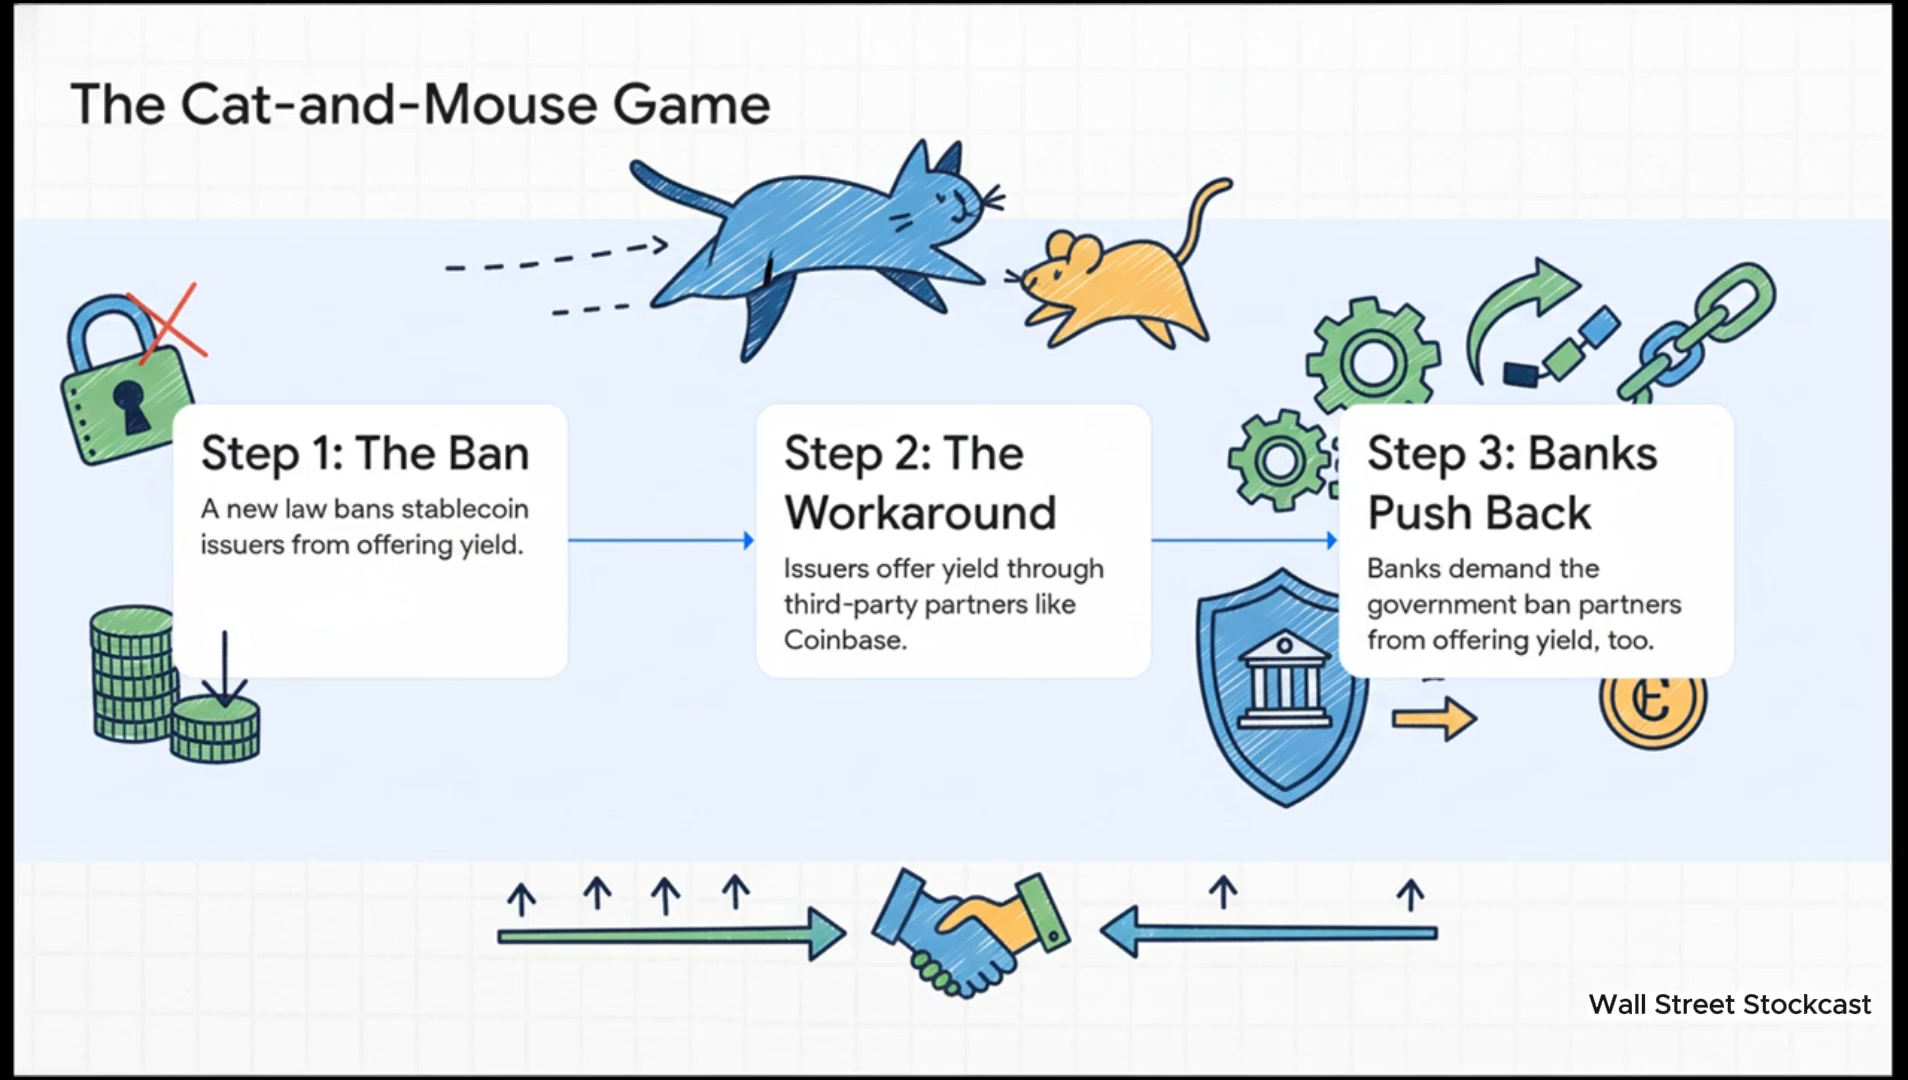 The Cat-and-Mouse Game
Step 1: The Ban
A new law bans stablecoin
issuers from offering yield.
Step 2: The
Workaround
Issuers offer yield through
third-party partners like
Coinbase.
Step 3: Banks
Push Back
Banks demand the
government ban partners
from offering yield, too.
Wall Street Stockcast